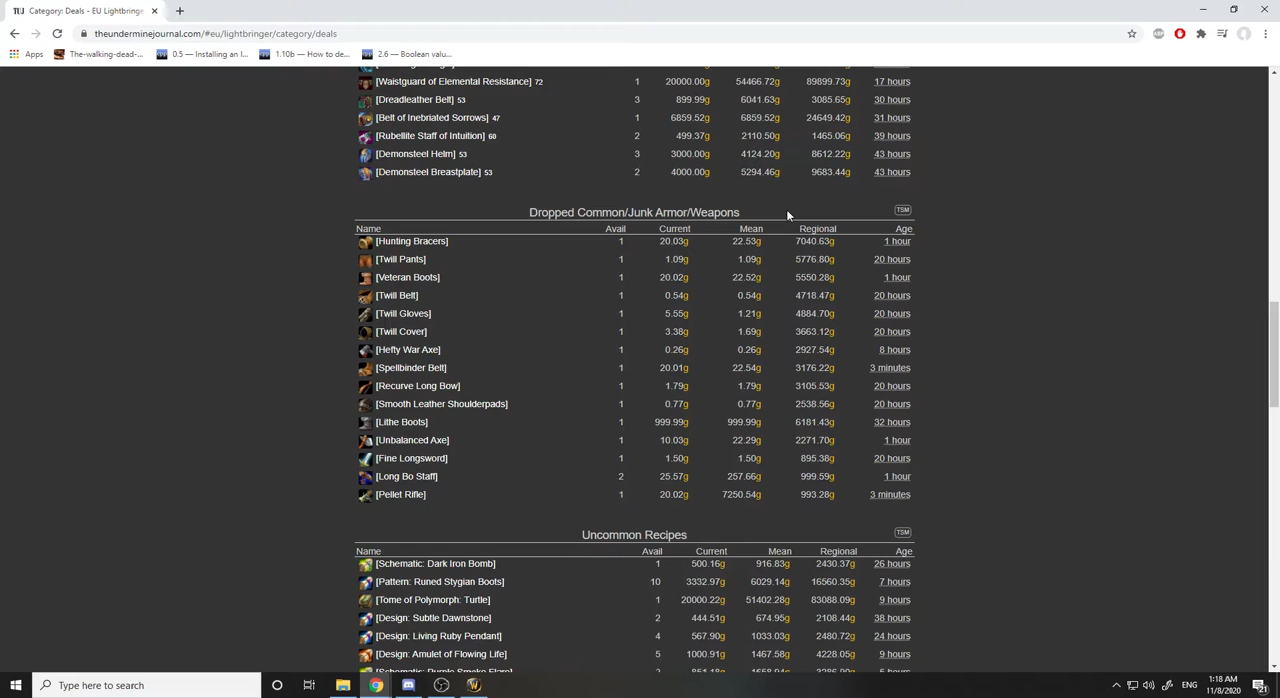 TUJ Category: Deals - EU Lightbringe
theunderminejournal.com/#eu/lightbringer/category/deals
Apps The-walking-dead-... 0.5 — Installing an I... 1.10b — How to de... 2.6 — Boolean valu...
[Waistguard of Elemental Resistance] 72 1 20000.00g 54466.72g 89899.73g 17 hours
[Dreadleather Belt] 53 3 899.99g 6041.63g 3085.65g 30 hours
[Belt of Inebriated Sorrows] 47 1 6859.52g 6859.52g 24649.42g 31 hours
[Rubellite Staff of Intuition] 60 2 499.37g 2110.50g 1465.06g 39 hours
[Demonsteel Helm] 53 3 3000.00g 4124.20g 8612.22g 43 hours
[Demonsteel Breastplate] 53 2 4000.00g 5294.46g 9683.44g 43 hours
Dropped Common/Junk Armor/Weapons TSM
Name Avail Current Mean Regional Age
[Hunting Bracers] 1 20.03g 22.53g 7040.63g 1 hour
[Twill Pants] 1 1.09g 1.09g 5776.80g 20 hours
[Veteran Boots] 1 20.02g 22.52g 5550.28g 1 hour
[Twill Belt] 1 0.54g 0.54g 4718.47g 20 hours
[Twill Gloves] 1 5.55g 1.21g 4884.70g 20 hours
[Twill Cover] 1 3.38g 1.69g 3663.12g 20 hours
[Hefty War Axe] 1 0.26g 0.26g 2927.54g 8 hours
[Spellbinder Belt] 1 20.01g 22.54g 3176.22g 3 minutes
[Recurve Long Bow] 1 1.79g 1.79g 3105.53g 20 hours
[Smooth Leather Shoulderpads] 1 0.77g 0.77g 2538.56g 20 hours
[Lithe Boots] 1 999.99g 999.99g 6181.43g 32 hours
[Unbalanced Axe] 1 10.03g 22.29g 2271.70g 1 hour
[Fine Longsword] 1 1.50g 1.50g 895.38g 20 hours
[Long Bo Staff] 2 25.57g 257.66g 999.59g 1 hour
[Pellet Rifle] 1 20.02g 7250.54g 993.28g 3 minutes
Uncommon Recipes TSM
Name Avail Current Mean Regional Age
[Schematic: Dark Iron Bomb] 1 500.16g 916.83g 2430.37g 26 hours
[Pattern: Runed Stygian Boots] 10 3332.97g 6029.14g 16560.35g 7 hours
[Tome of Polymorph: Turtle] 1 20000.22g 51402.28g 83088.09g 9 hours
[Design: Subtle Dawnstone] 2 444.51g 674.95g 2108.44g 38 hours
[Design: Living Ruby Pendant] 4 567.90g 1033.03g 2480.72g 24 hours
[Design: Amulet of Flowing Life] 5 1000.91g 1467.58g 4228.05g 9 hours
[Schematic: Purple Smoke Flare]
Type here to search ENG 1:18 AM
11/8/2020 21